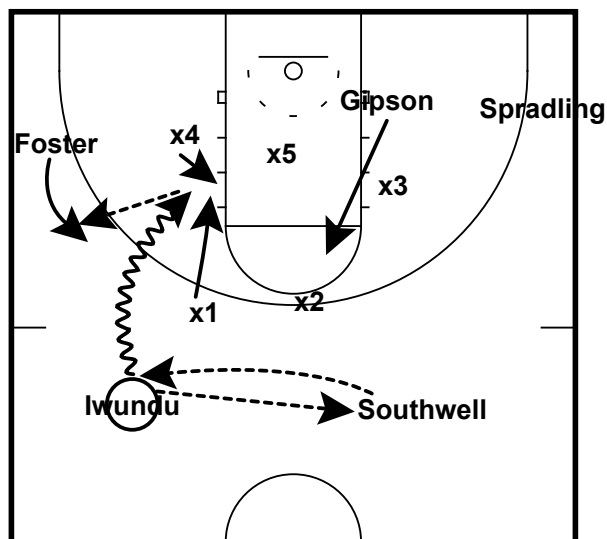 Gipson
Spradling
Foster
x4
x5
x3
x1
x2
Iwundu
Southwell